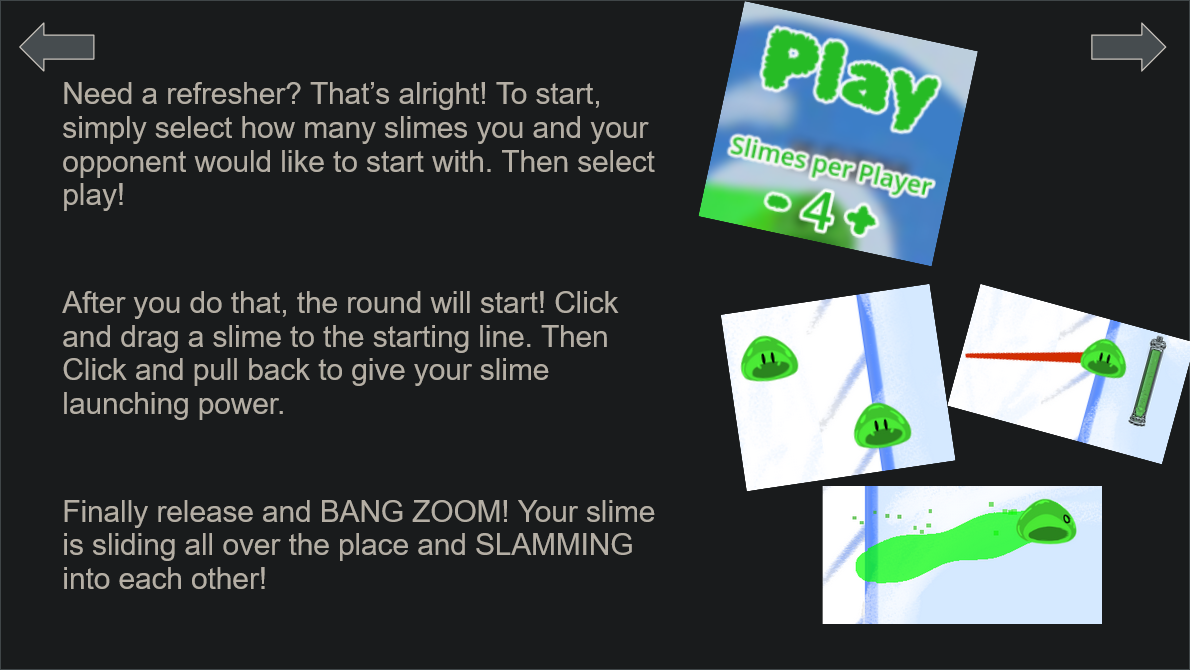 Need a refresher? That’s alright! To start,
simply select how many slimes you and your
opponent would like to start with. Then select
play!
After you do that, the round will start! Click
and drag a slime to the starting line. Then
Click and pull back to give your slime
launching power.
Finally release and BANG ZOOM! Your slime
is sliding all over the place and SLAMMING
into each other!
Play
Slimes per Player
- 4 +